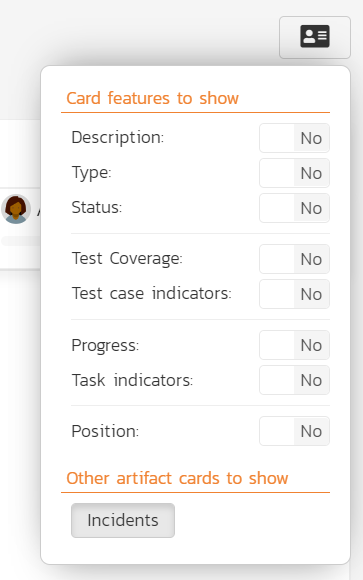 Card features to show
Description: No
Type: No
Status: No
Test Coverage: No
Test case indicators: No
Progress: No
Task indicators: No
Position: No
Other artifact cards to show
Incidents